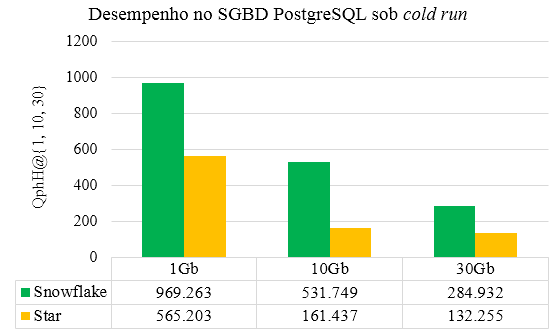 Desempenho no SGBD PostgreSQL sob cold run
QphH@{1, 10, 30}
1200
1000
800
600
400
200
0
1Gb 10Gb 30Gb
Snowflake 969.263 531.749 284.932
Star 565.203 161.437 132.255